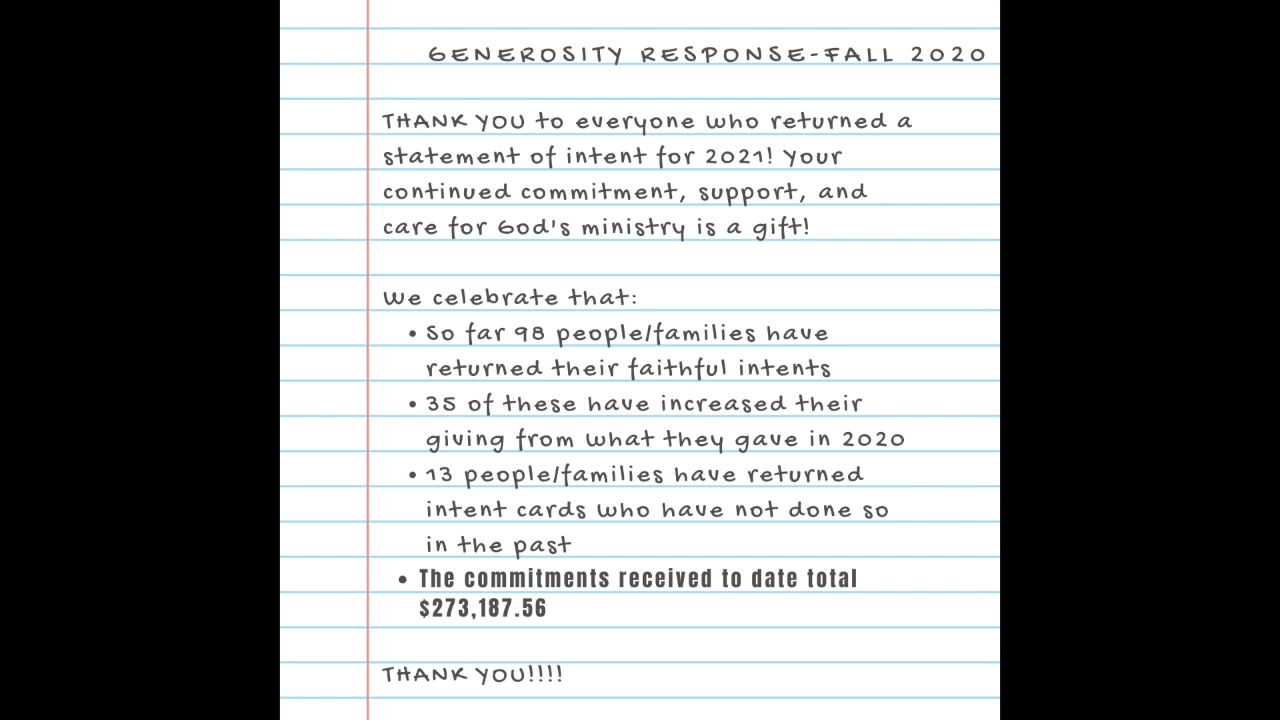 GENEROSITY RESPONSE-FALL 2020
THANK YOU to everyone who returned a
statement of intent for 2021! Your
continued commitment, support, and
care for God's ministry is a gift!
We celebrate that:
• So far 98 people/families have
returned their faithful intents
• 35 of these have increased their
giving from what they gave in 2020
• 13 people/families have returned
intent cards who have not done so
in the past
• The commitments received to date total
$273,187.56
THANK YOU!!!!